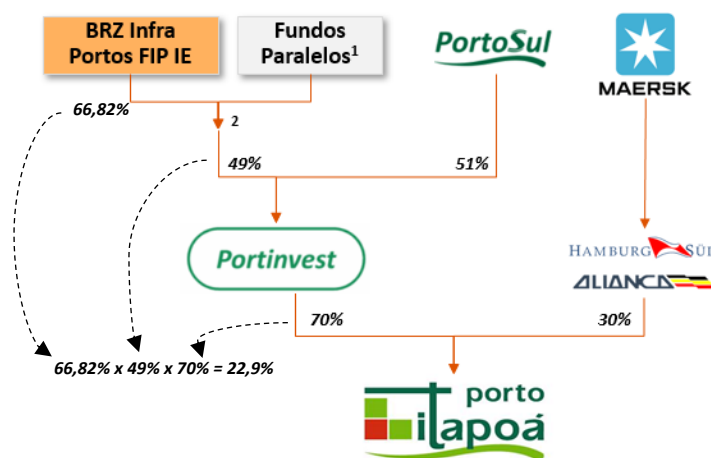 BRZ Infra
Portos FIP IE
Fundos
Paralelos¹
PortoSul
MAERSK
66,82%
2
49%
51%
Portinvest
HAMBURG SÜD
ALIANÇA
70%
30%
66,82% x 49% x 70% = 22,9%
porto
itapoá